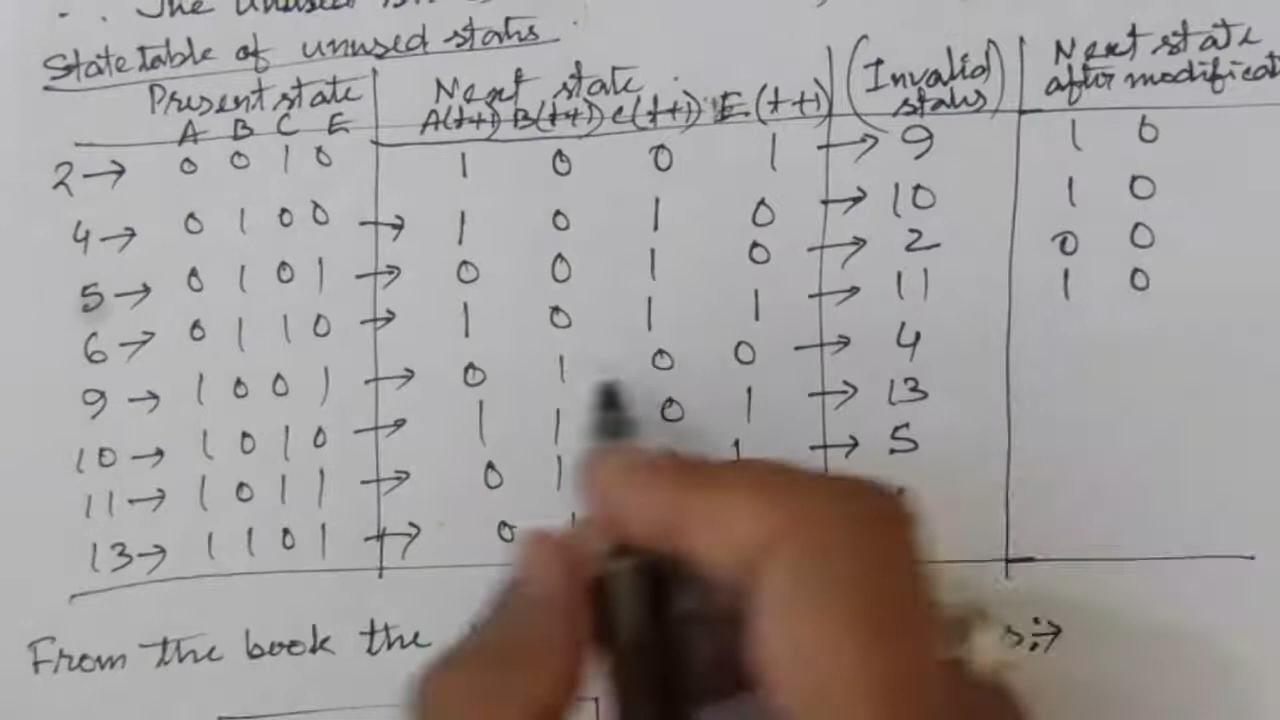 ∴ The unused
State table of unused states.
Present state | Next state | (Invalid states) | Next state after modificat
A B C E | A(t+1) B(t+1) C(t+1) E(t+1)
2→ 0 0 1 0 | 1 0 0 1 → 9 | 1 0
4→ 0 1 0 0 → 1 0 1 0 → 10 | 1 0
5→ 0 1 0 1 → 0 0 1 0 → 2 | 0 0
6→ 0 1 1 0 → 1 0 1 1 → 11 | 1 0
9→ 1 0 0 1 → 0 1 0 0 → 4
10→ 1 0 1 0 → 1 1 0 1 → 13
11→ 1 0 1 1 → 0 1 1 → 5
13→ 1 1 0 1 → 0
From the book the